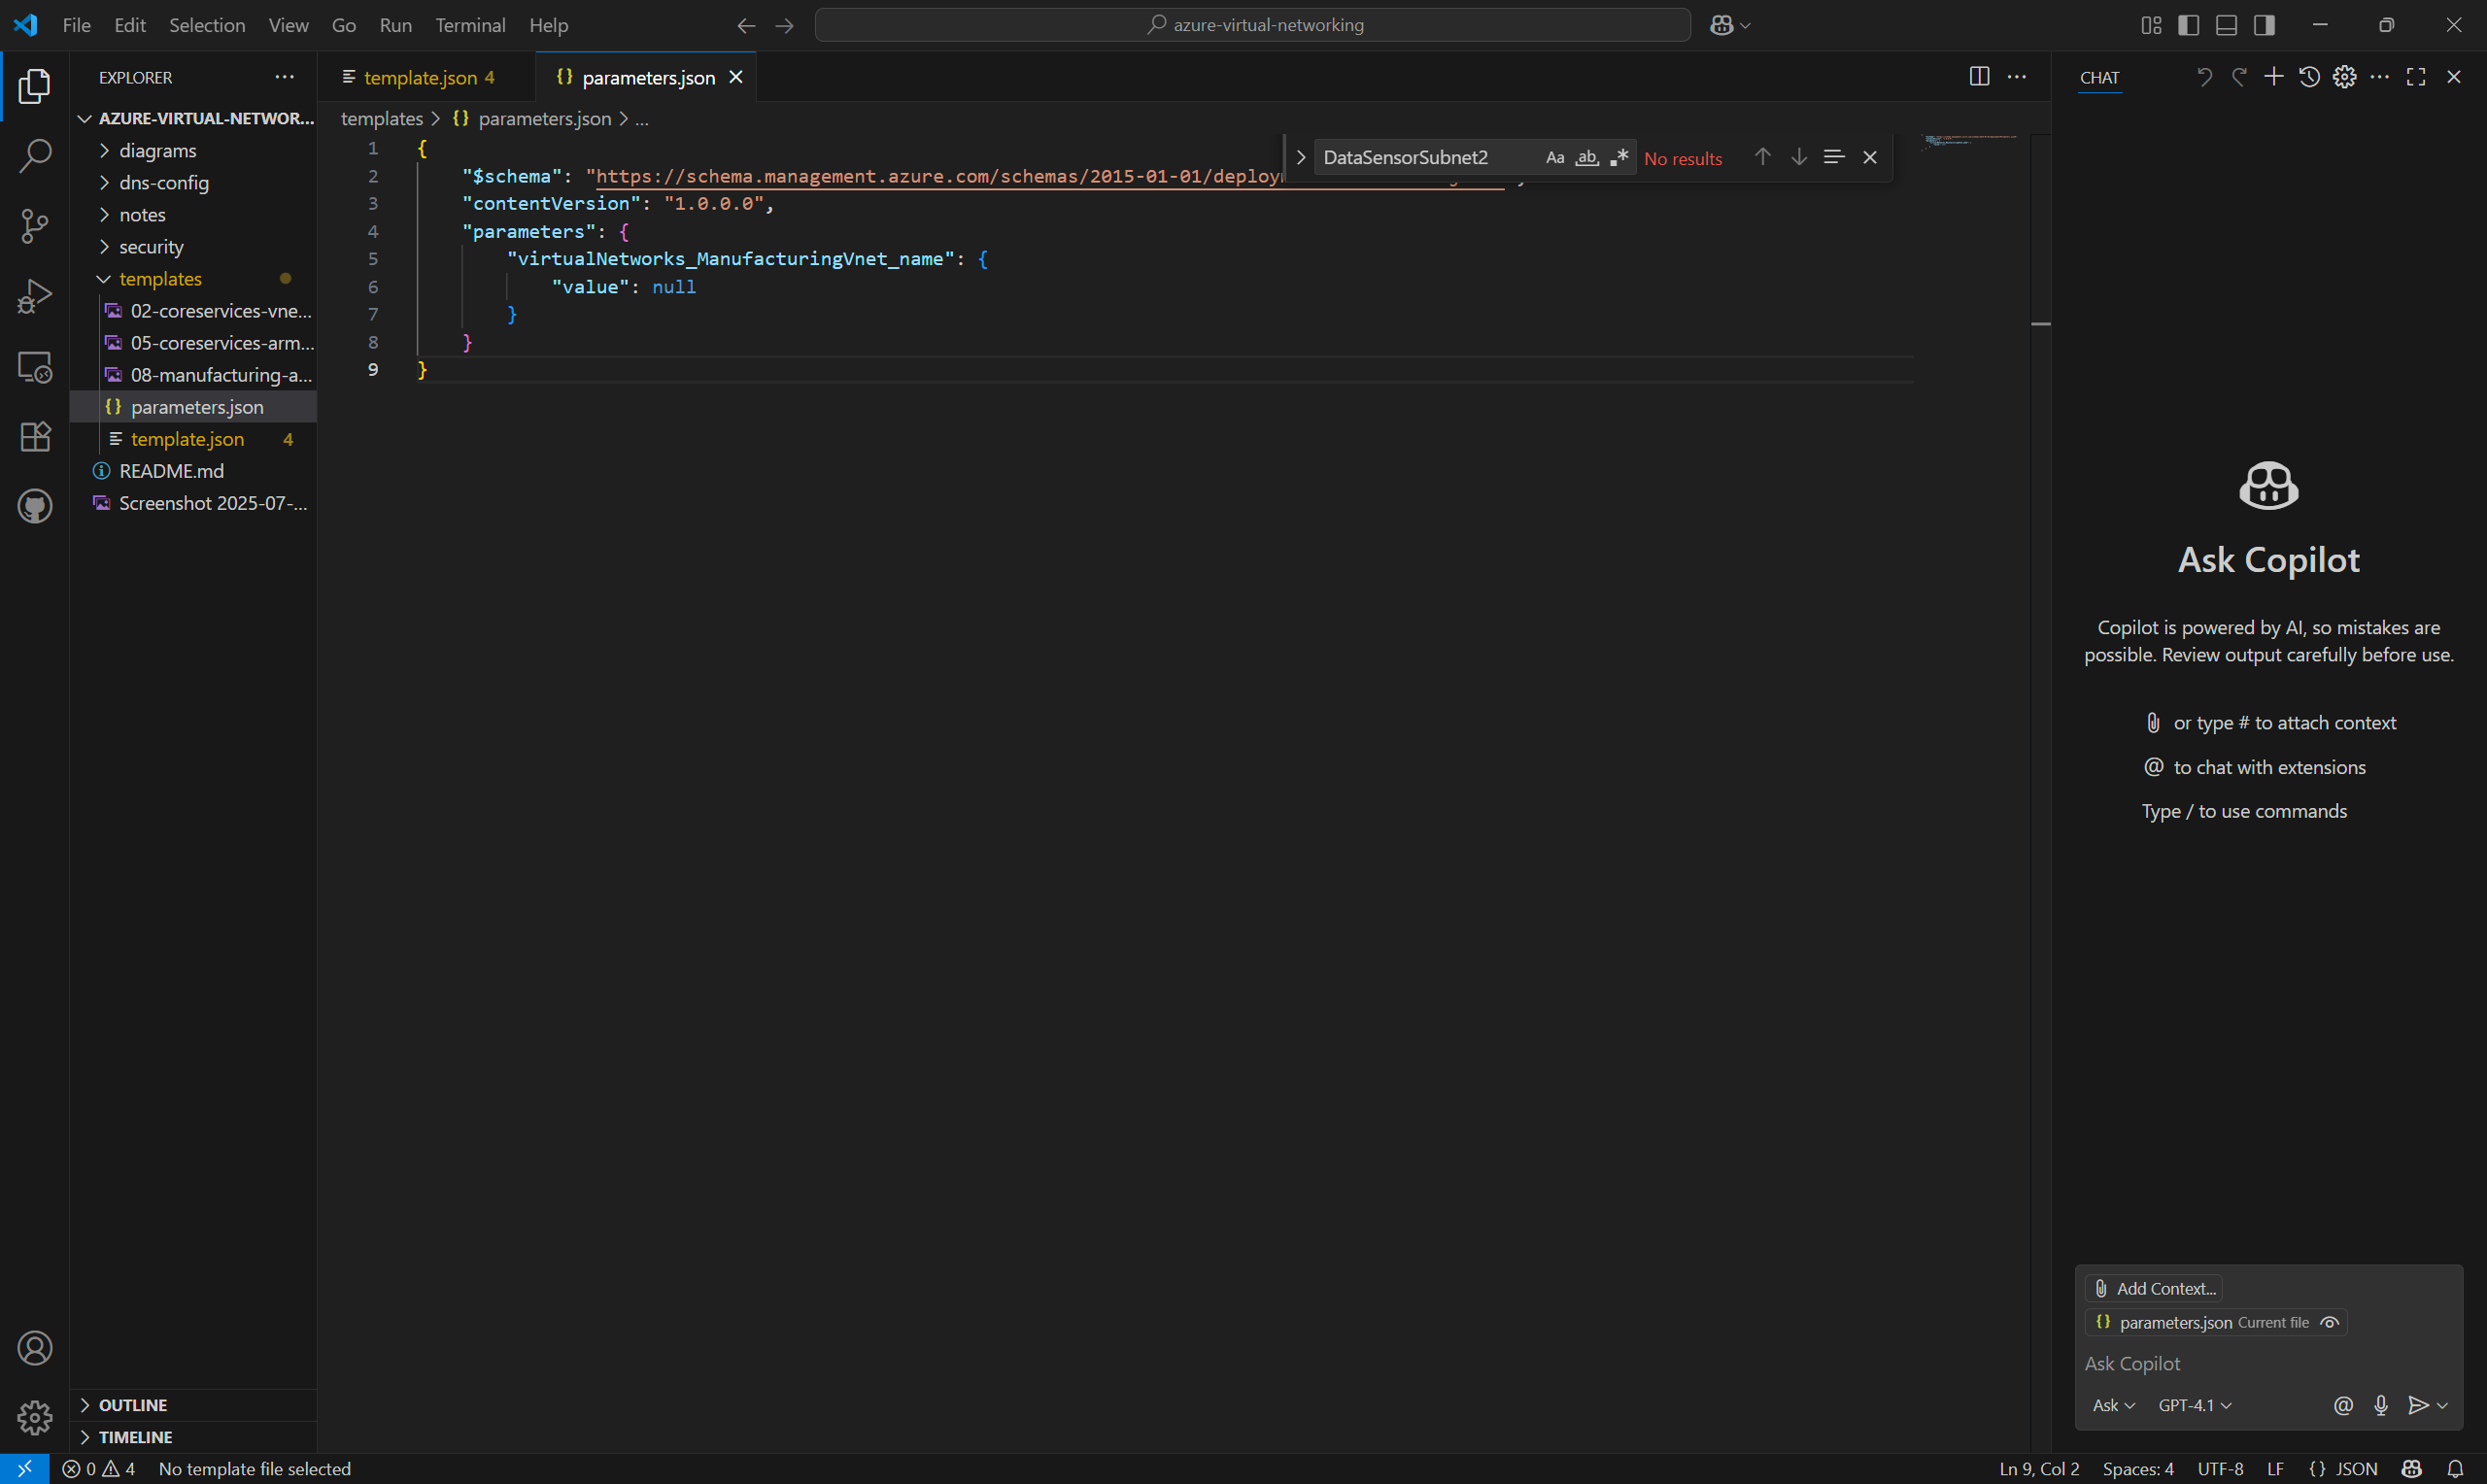 File Edit Selection View Go Run Terminal Help
azure-virtual-networking
EXPLORER
AZURE-VIRTUAL-NETWOR...
diagrams
dns-config
notes
security
templates
02-coreservices-vne...
05-coreservices-arm...
08-manufacturing-a...
{} parameters.json
template.json 4
README.md
Screenshot 2025-07-...
OUTLINE
TIMELINE
template.json 4
{} parameters.json
templates > {} parameters.json > ...
DataSensorSubnet2 Aa ab .* No results
1 {
2 "$schema": "https://schema.management.azure.com/schemas/2015-01-01/deploy
3 "contentVersion": "1.0.0.0",
4 "parameters": {
5 "virtualNetworks_ManufacturingVnet_name": {
6 "value": null
7 }
8 }
9 }
CHAT
Ask Copilot
Copilot is powered by AI, so mistakes are
possible. Review output carefully before use.
or type # to attach context
@ to chat with extensions
Type / to use commands
Add Context...
{} parameters.json Current file
Ask Copilot
Ask GPT-4.1 @
0 4 No template file selected
Ln 9, Col 2 Spaces: 4 UTF-8 LF {} JSON